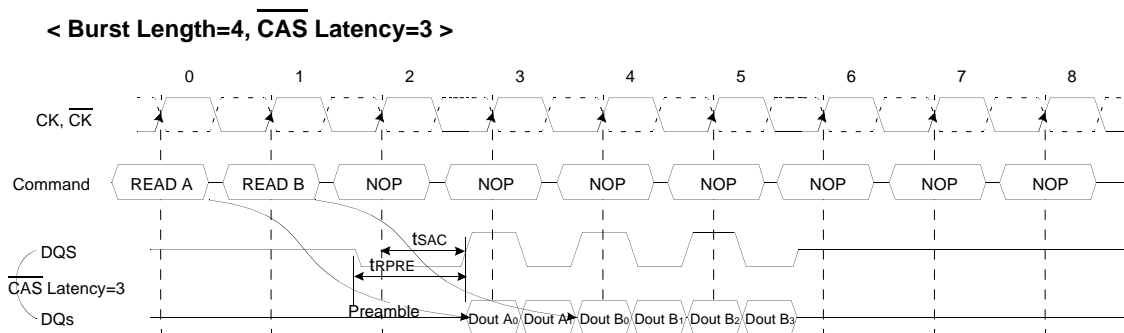 < Burst Length=4, CAS Latency=3 >
0 1 2 3 4 5 6 7 8
CK, CK
Command READ A READ B NOP NOP NOP NOP NOP NOP NOP
DQS tSAC
tRPRE
CAS Latency=3
Preamble
DQs Dout A0 Dout A1 Dout B0 Dout B1 Dout B2 Dout B3